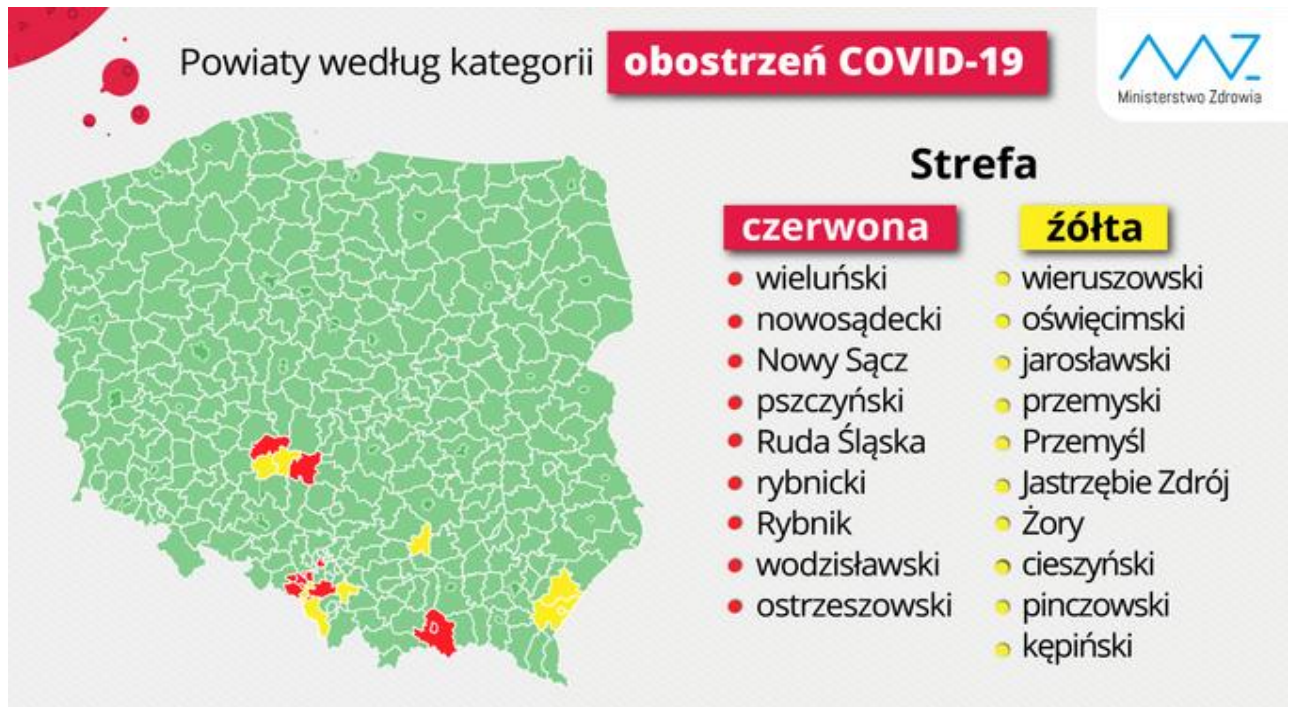 Powiaty według kategorii obostrzeń COVID-19
Ministerstwo Zdrowia
Strefa
czerwona
wieluński
nowosądecki
Nowy Sącz
pszczyński
Ruda Śląska
rybnicki
Rybnik
wodzisławski
ostrzeszowski
źółta
wieruszowski
oświęcimski
jarosławski
przemyski
Przemyśl
Jastrzębie Zdrój
Żory
cieszyński
pinczowski
kępiński